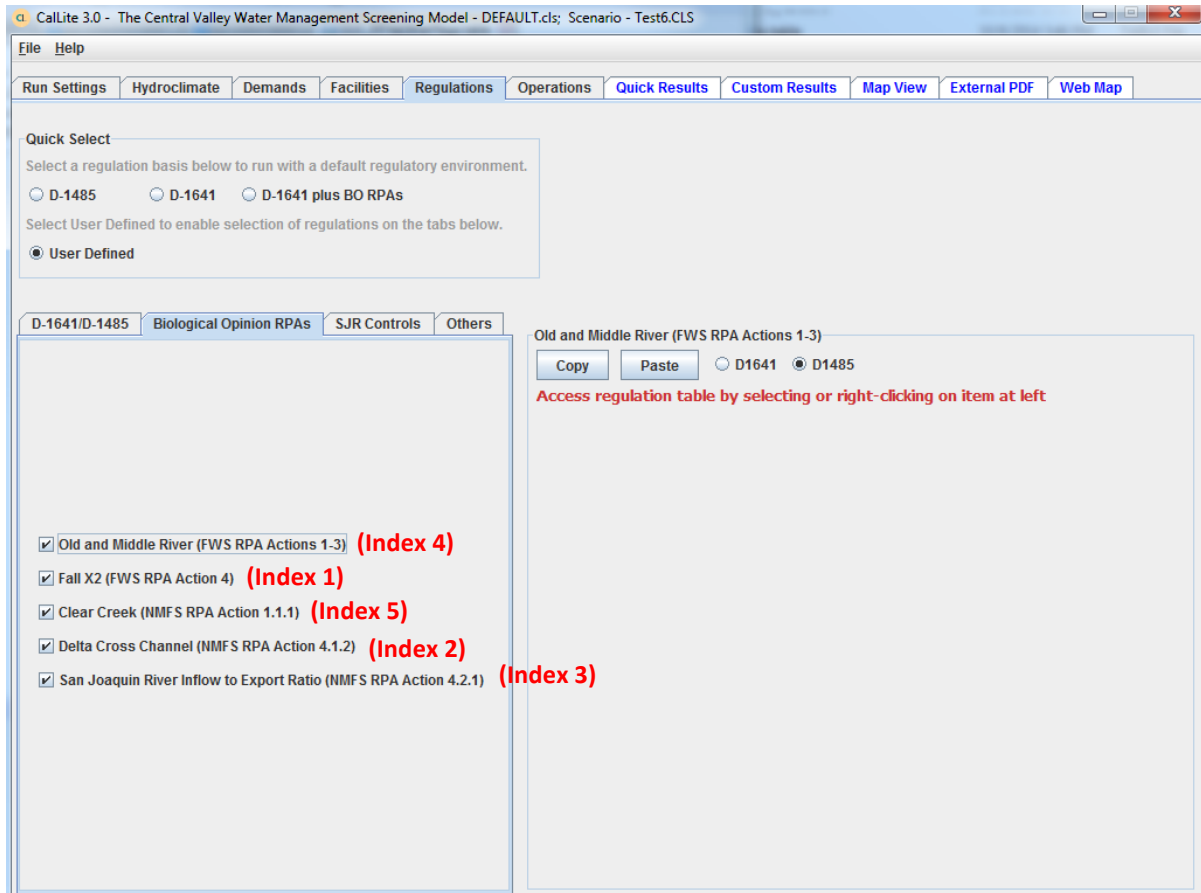 CL CalLite 3.0 - The Central Valley Water Management Screening Model - DEFAULT.cls; Scenario - Test6.CLS
File Help
Run Settings Hydroclimate Demands Facilities Regulations Operations Quick Results Custom Results Map View External PDF Web Map
Quick Select
Select a regulation basis below to run with a default regulatory environment.
D-1485 D-1641 D-1641 plus BO RPAs
Select User Defined to enable selection of regulations on the tabs below.
User Defined
D-1641/D-1485 Biological Opinion RPAs SJR Controls Others
Old and Middle River (FWS RPA Actions 1-3)
Copy Paste D1641 D1485
Access regulation table by selecting or right-clicking on item at left
Old and Middle River (FWS RPA Actions 1-3) (Index 4)
Fall X2 (FWS RPA Action 4) (Index 1)
Clear Creek (NMFS RPA Action 1.1.1) (Index 5)
Delta Cross Channel (NMFS RPA Action 4.1.2) (Index 2)
San Joaquin River Inflow to Export Ratio (NMFS RPA Action 4.2.1) (Index 3)